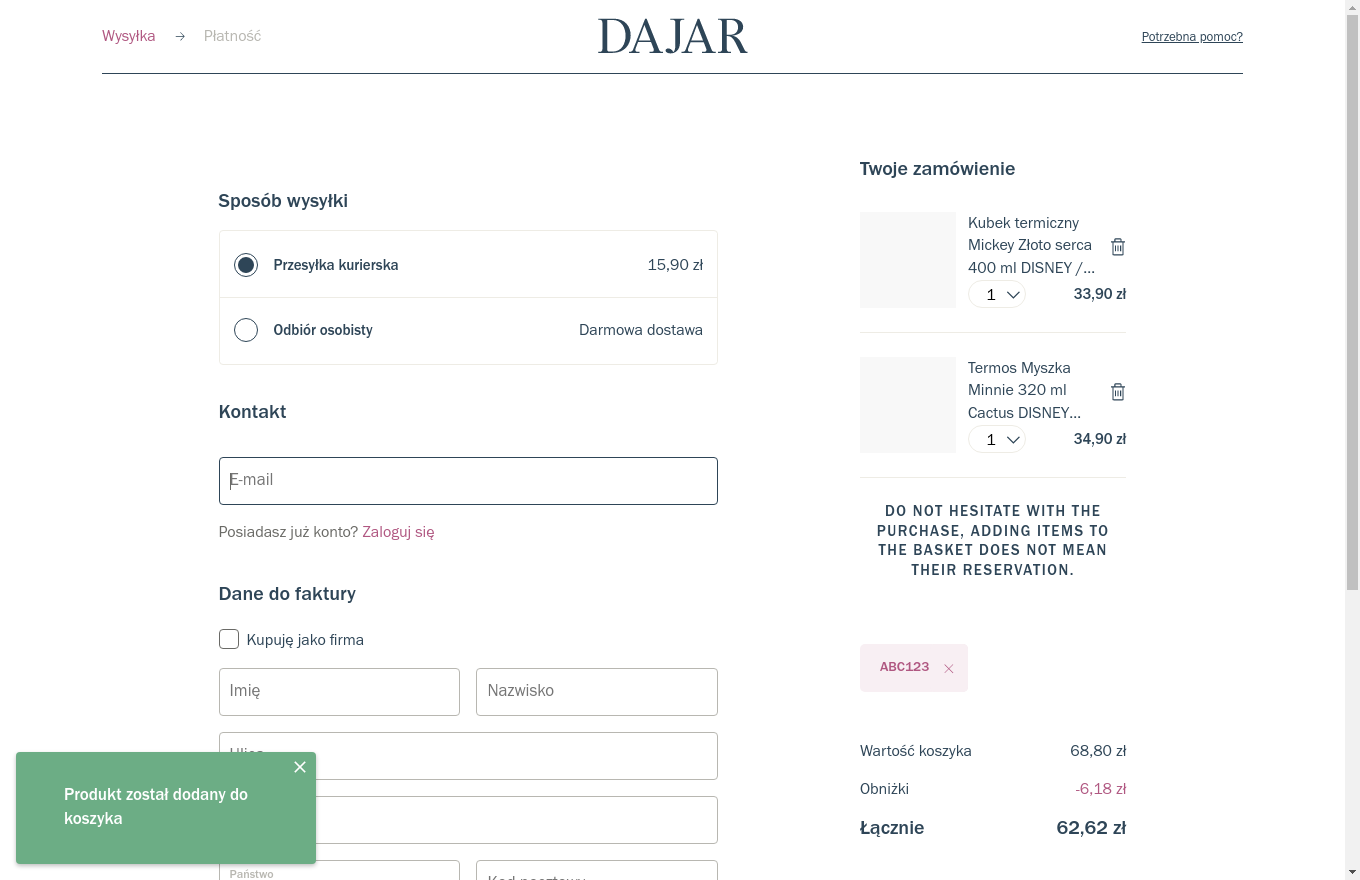 Wysyłka → Płatność
DAJAR
Potrzebna pomoc?
Sposób wysyłki
Przesyłka kurierska 15,90 zł
Odbiór osobisty Darmowa dostawa
Kontakt
E-mail
Posiadasz już konto? Zaloguj się
Dane do faktury
Kupuję jako firma
Imię Nazwisko
Państwo
Produkt został dodany do
koszyka
Twoje zamówienie
Kubek termiczny
Mickey Złoto serca
400 ml DISNEY /...
1 33,90 zł
Termos Myszka
Minnie 320 ml
Cactus DISNEY...
1 34,90 zł
DO NOT HESITATE WITH THE
PURCHASE, ADDING ITEMS TO
THE BASKET DOES NOT MEAN
THEIR RESERVATION.
ABC123
Wartość koszyka 68,80 zł
Obniżki -6,18 zł
Łącznie 62,62 zł